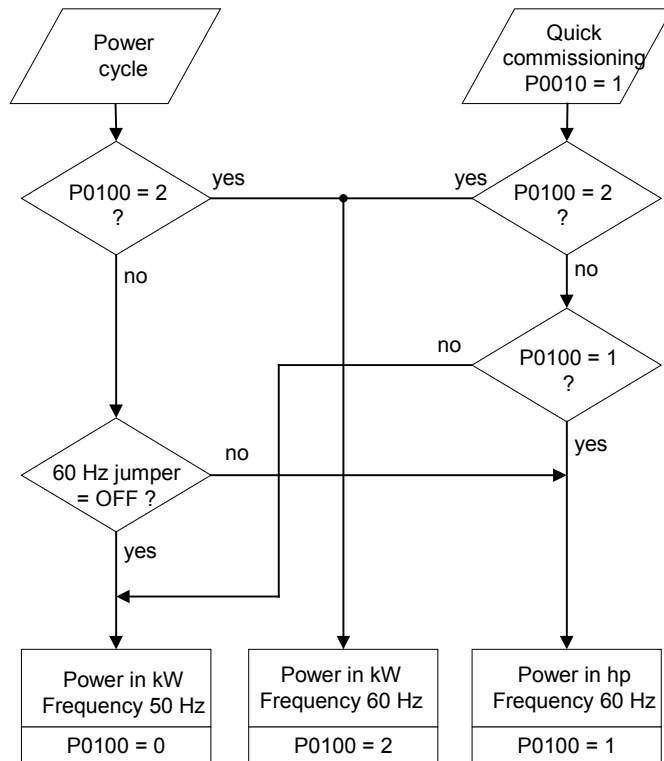 Power
cycle
Quick
commissioning
P0010 = 1
P0100 = 2
?
yes
yes
P0100 = 2
?
no
no
no
P0100 = 1
?
60 Hz jumper
= OFF ?
no
yes
yes
Power in kW
Frequency 50 Hz
P0100 = 0
Power in kW
Frequency 60 Hz
P0100 = 2
Power in hp
Frequency 60 Hz
P0100 = 1